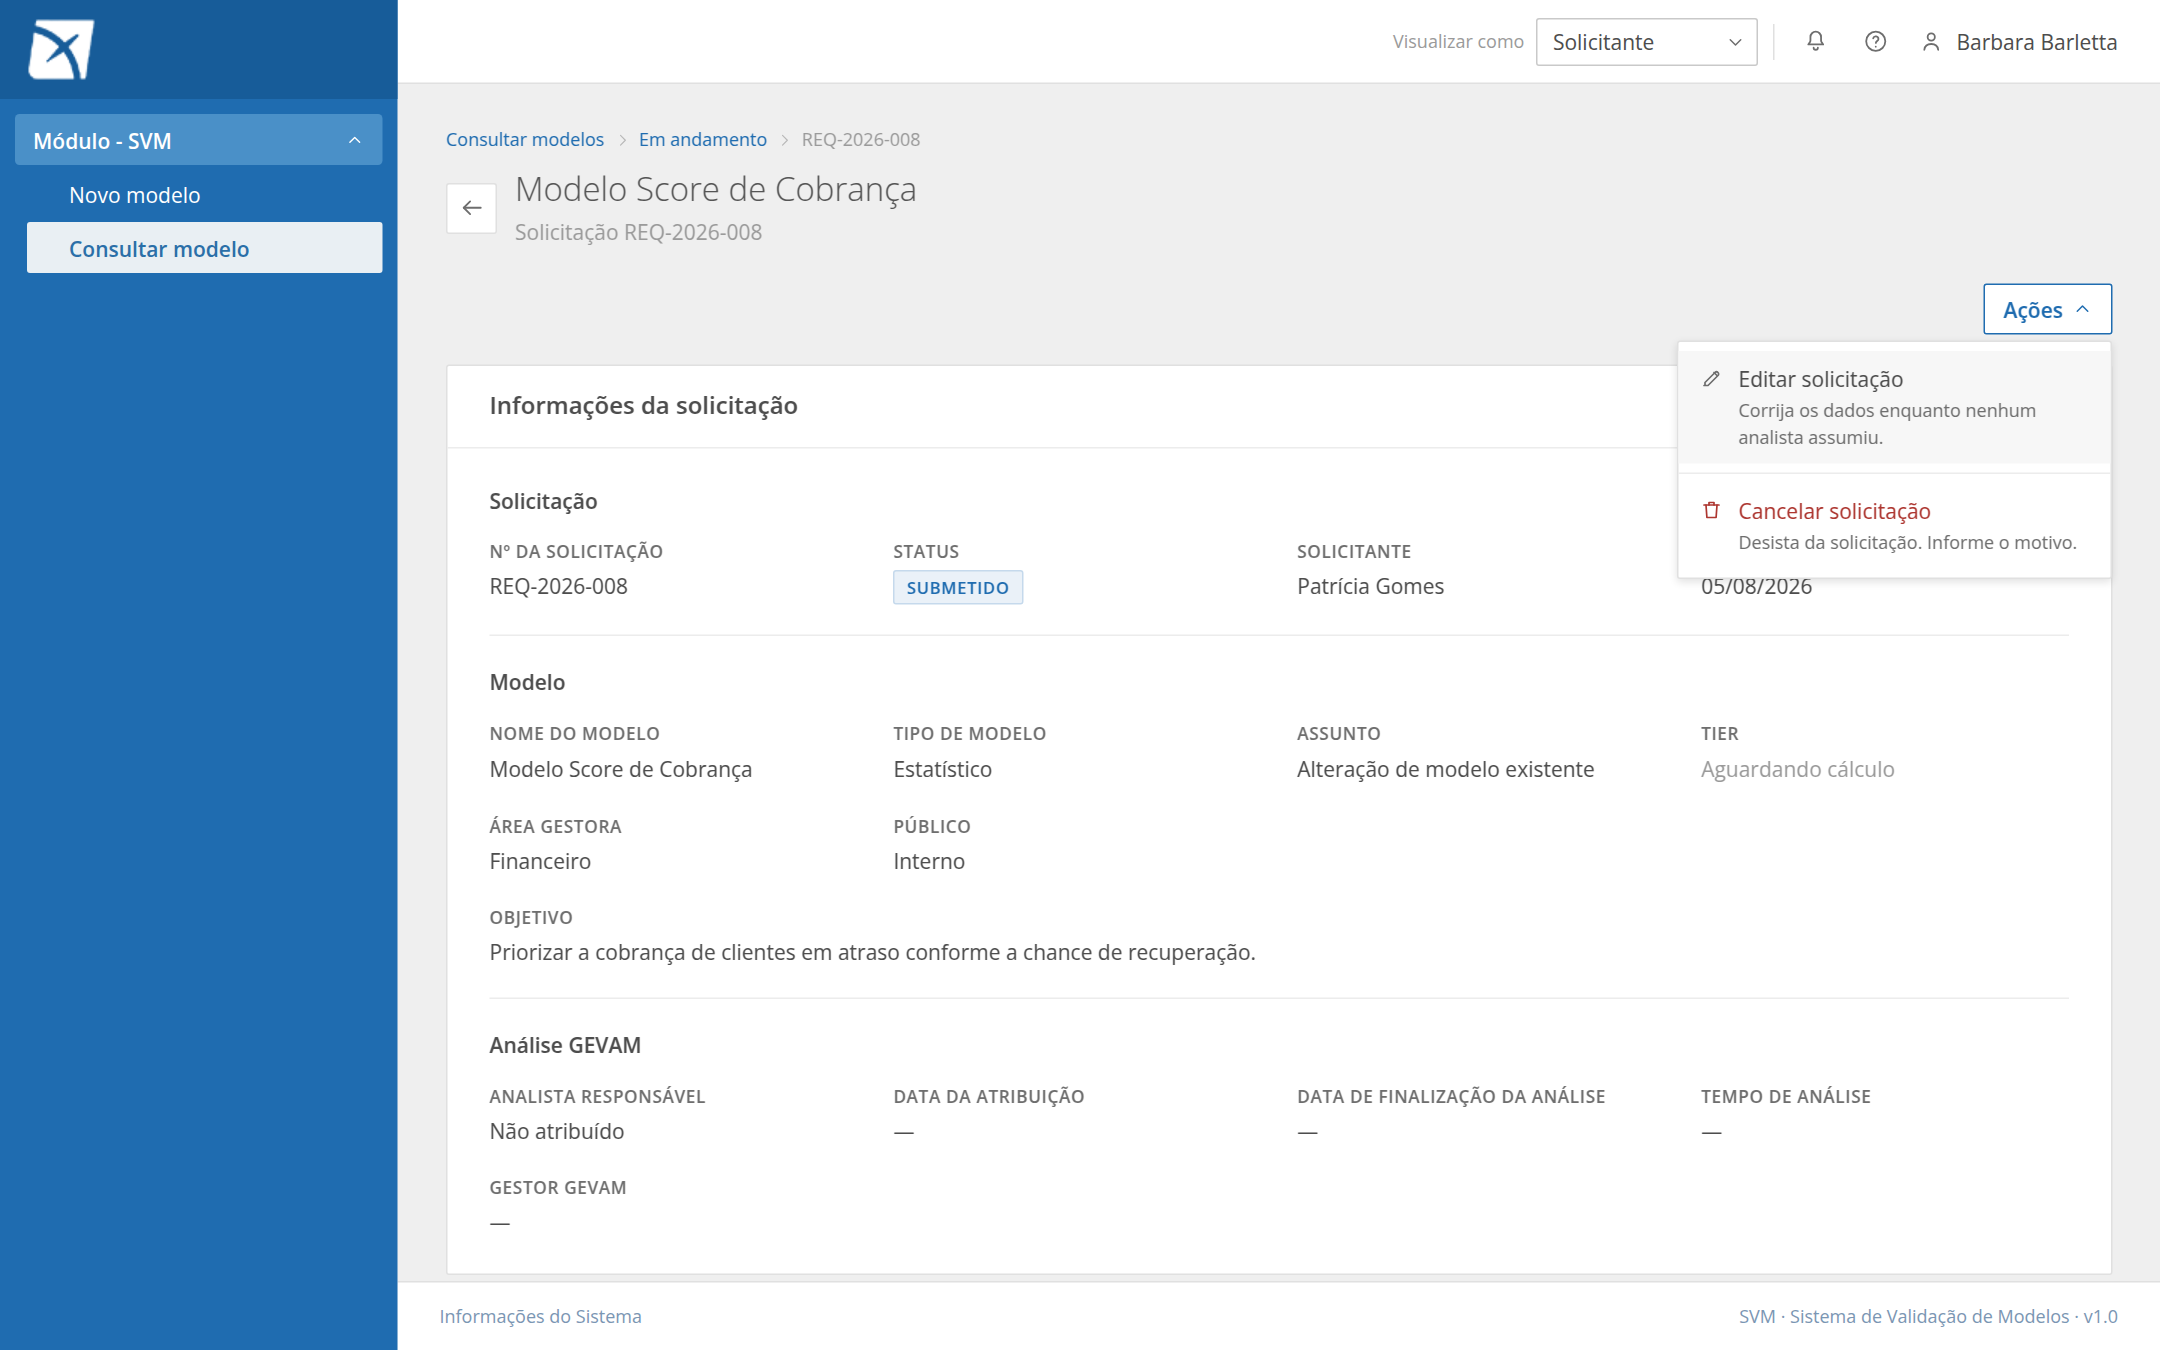 Visualizar como
Solicitante
Barbara Barletta
Módulo - SVM
Novo modelo
Consultar modelo
Consultar modelos > Em andamento > REQ-2026-008
Modelo Score de Cobrança
Solicitação REQ-2026-008
Ações
Editar solicitação
Corrija os dados enquanto nenhum
analista assumiu.
Cancelar solicitação
Desista da solicitação. Informe o motivo.
Informações da solicitação
Solicitação
Nº DA SOLICITAÇÃO
REQ-2026-008
STATUS
SUBMETIDO
SOLICITANTE
Patrícia Gomes
05/08/2026
Modelo
NOME DO MODELO
Modelo Score de Cobrança
TIPO DE MODELO
Estatístico
ASSUNTO
Alteração de modelo existente
TIER
Aguardando cálculo
ÁREA GESTORA
Financeiro
PÚBLICO
Interno
OBJETIVO
Priorizar a cobrança de clientes em atraso conforme a chance de recuperação.
Análise GEVAM
ANALISTA RESPONSÁVEL
Não atribuído
DATA DA ATRIBUIÇÃO
—
DATA DE FINALIZAÇÃO DA ANÁLISE
—
TEMPO DE ANÁLISE
—
GESTOR GEVAM
—
Informações do Sistema
SVM · Sistema de Validação de Modelos · v1.0